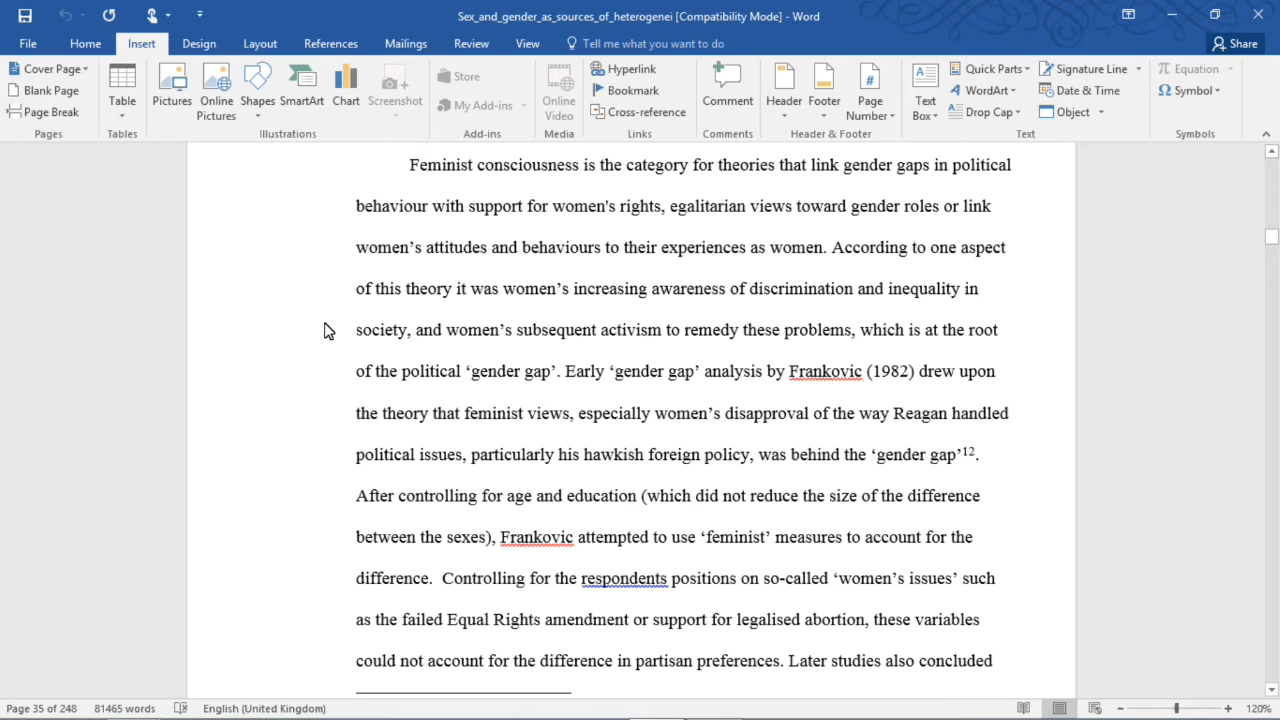 Sex_and_gender_as_sources_of_heterogenei [Compatibility Mode] - Word
File Home Insert Design Layout References Mailings Review View Tell me what you want to do Share
Cover Page
Blank Page
Page Break
Pages
Table
Tables
Pictures
Online Pictures
Shapes
SmartArt
Chart
Screenshot
Illustrations
Store
My Add-ins
Add-ins
Online Video
Media
Hyperlink
Bookmark
Cross-reference
Links
Comment
Comments
Header
Footer
Page Number
Header & Footer
Text Box
Quick Parts
WordArt
Drop Cap
Signature Line
Date & Time
Object
Text
Equation
Symbol
Symbols
Feminist consciousness is the category for theories that link gender gaps in political
behaviour with support for women's rights, egalitarian views toward gender roles or link
women’s attitudes and behaviours to their experiences as women. According to one aspect
of this theory it was women’s increasing awareness of discrimination and inequality in
society, and women’s subsequent activism to remedy these problems, which is at the root
of the political ‘gender gap’. Early ‘gender gap’ analysis by Frankovic (1982) drew upon
the theory that feminist views, especially women’s disapproval of the way Reagan handled
political issues, particularly his hawkish foreign policy, was behind the ‘gender gap’12.
After controlling for age and education (which did not reduce the size of the difference
between the sexes), Frankovic attempted to use ‘feminist’ measures to account for the
difference.  Controlling for the respondents positions on so-called ‘women’s issues’ such
as the failed Equal Rights amendment or support for legalised abortion, these variables
could not account for the difference in partisan preferences. Later studies also concluded
Page 35 of 248 81465 words English (United Kingdom) 120%